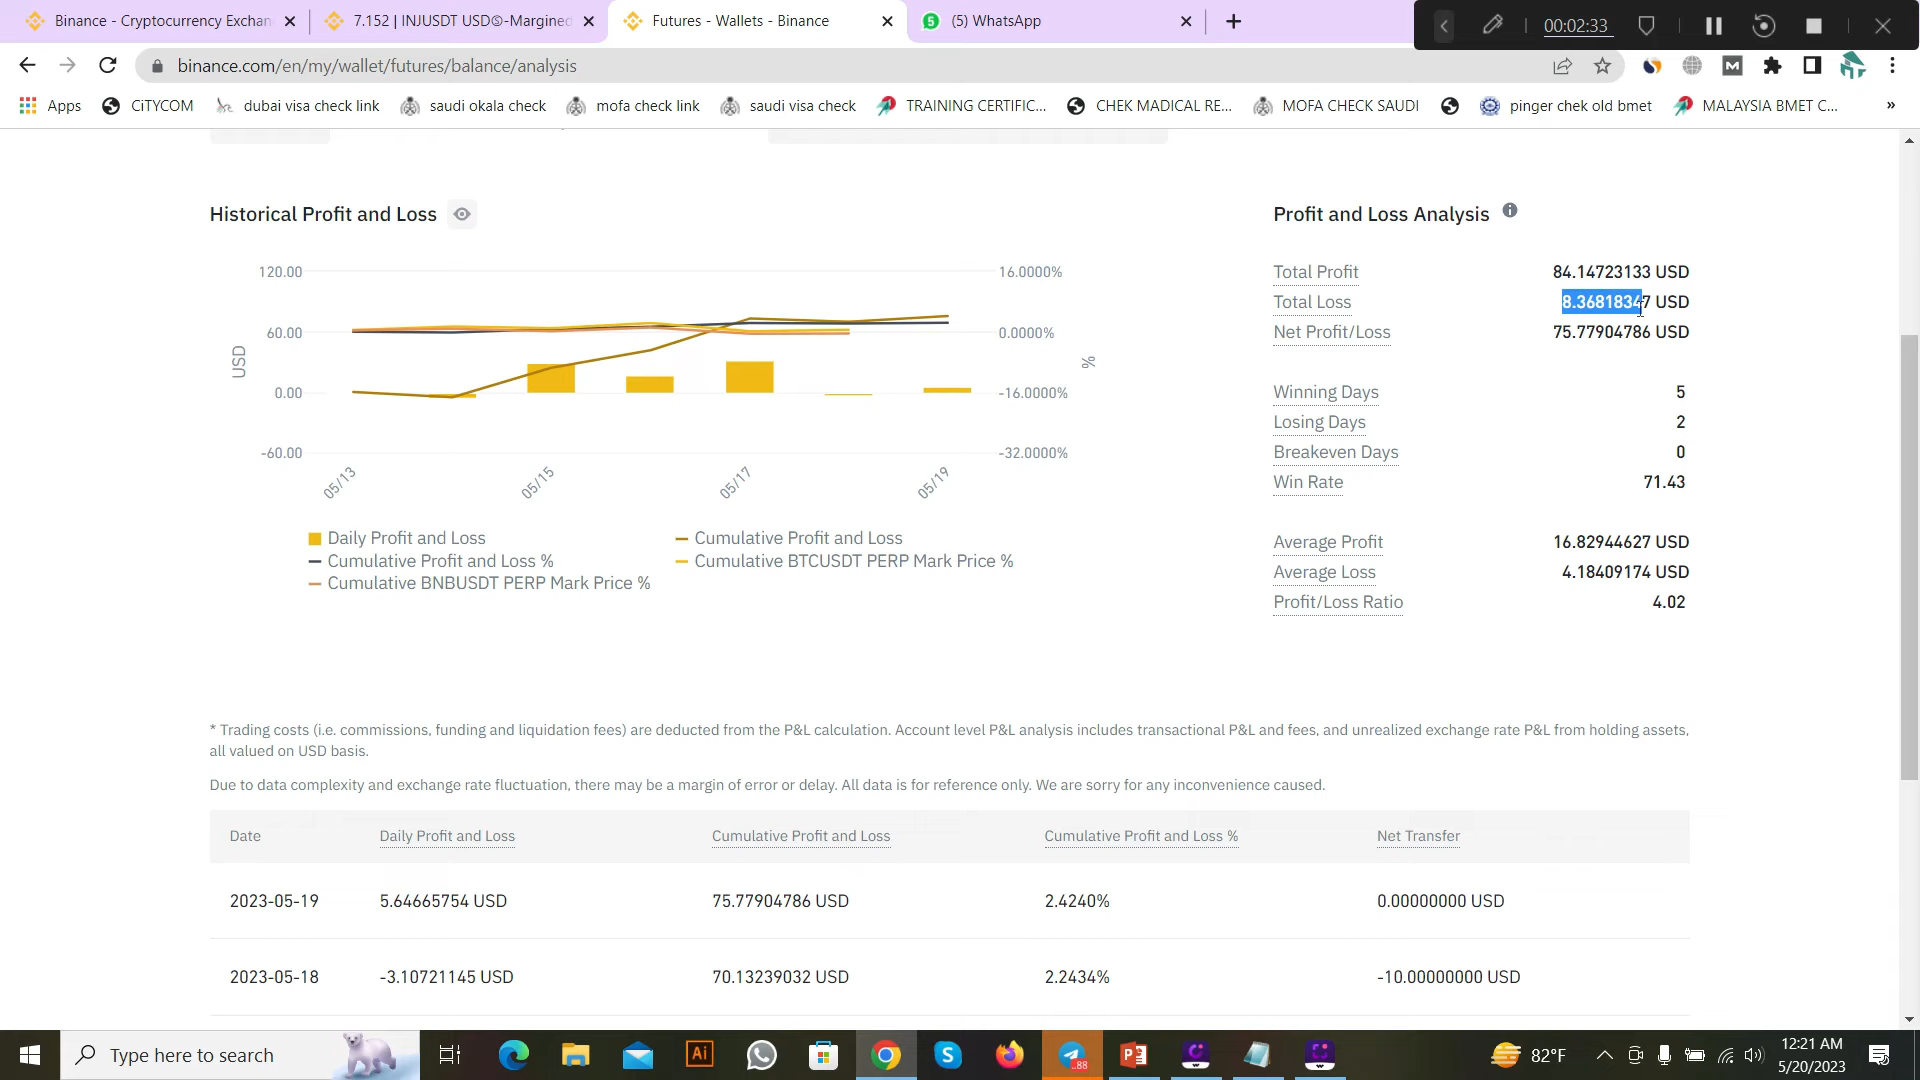 Binance - Cryptocurrency Exchan
7.152 | INJUSDT USDⓈ-Margined
Futures - Wallets - Binance
(5) WhatsApp
00:02:33
binance.com/en/my/wallet/futures/balance/analysis
Apps
CiTYCOM
dubai visa check link
saudi okala check
mofa check link
saudi visa check
TRAINING CERTIFIC...
CHEK MADICAL RE...
MOFA CHECK SAUDI
pinger chek old bmet
MALAYSIA BMET C...
»
Historical Profit and Loss
120.00
60.00
0.00
-60.00
USD
16.0000%
0.0000%
-16.0000%
-32.0000%
%
05/13
05/15
05/17
05/19
Daily Profit and Loss
Cumulative Profit and Loss
Cumulative Profit and Loss %
Cumulative BTCUSDT PERP Mark Price %
Cumulative BNBUSDT PERP Mark Price %
Profit and Loss Analysis
Total Profit 84.14723133 USD
Total Loss 8.36818347 USD
Net Profit/Loss 75.77904786 USD
Winning Days 5
Losing Days 2
Breakeven Days 0
Win Rate 71.43
Average Profit 16.82944627 USD
Average Loss 4.18409174 USD
Profit/Loss Ratio 4.02
* Trading costs (i.e. commissions, funding and liquidation fees) are deducted from the P&L calculation. Account level P&L analysis includes transactional P&L and fees, and unrealized exchange rate P&L from holding assets,
all valued on USD basis.
Due to data complexity and exchange rate fluctuation, there may be a margin of error or delay. All data is for reference only. We are sorry for any inconvenience caused.
Date Daily Profit and Loss Cumulative Profit and Loss Cumulative Profit and Loss % Net Transfer
2023-05-19 5.64665754 USD 75.77904786 USD 2.4240% 0.00000000 USD
2023-05-18 -3.10721145 USD 70.13239032 USD 2.2434% -10.00000000 USD
Type here to search
Ai
.88
82°F
12:21 AM
5/20/2023